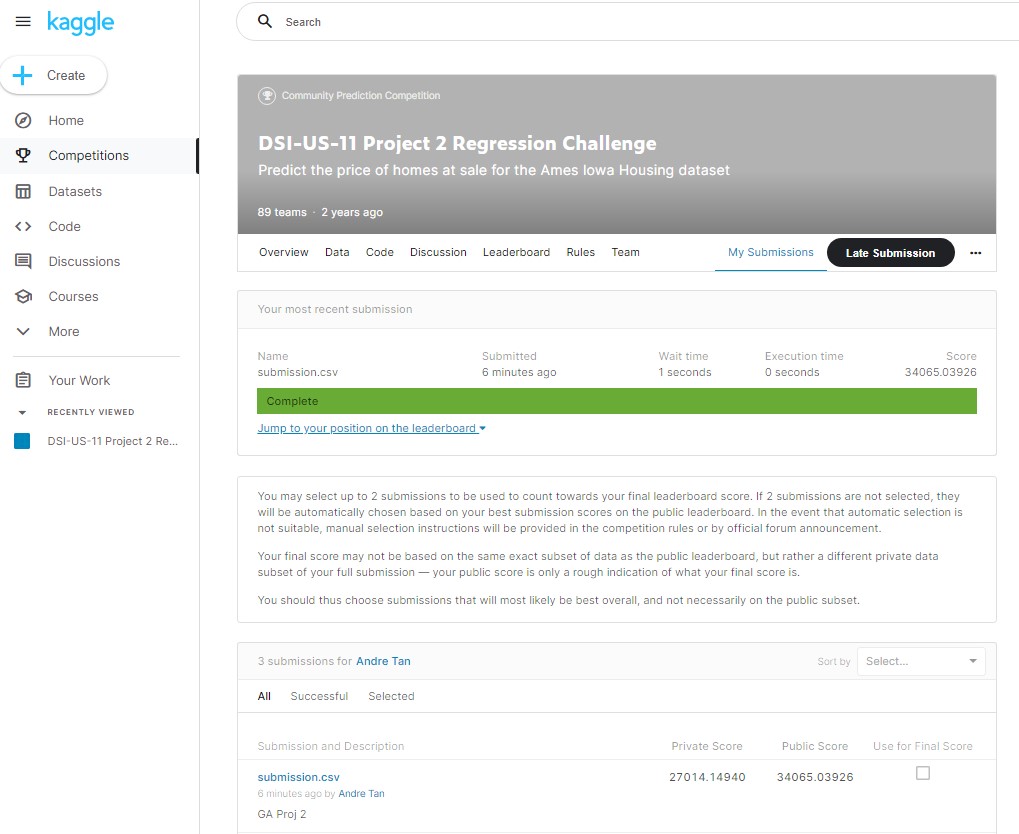 kaggle
Search
Create
Home
Competitions
Datasets
Code
Discussions
Courses
More
Your Work
RECENTLY VIEWED
DSI-US-11 Project 2 Re...
Community Prediction Competition
DSI-US-11 Project 2 Regression Challenge
Predict the price of homes at sale for the Ames Iowa Housing dataset
89 teams · 2 years ago
Overview Data Code Discussion Leaderboard Rules Team My Submissions Late Submission ...
Your most recent submission
Name Submitted Wait time Execution time Score
submission.csv 6 minutes ago 1 seconds 0 seconds 34065.03926
Complete
Jump to your position on the leaderboard
You may select up to 2 submissions to be used to count towards your final leaderboard score. If 2 submissions are not selected, they
will be automatically chosen based on your best submission scores on the public leaderboard. In the event that automatic selection is
not suitable, manual selection instructions will be provided in the competition rules or by official forum announcement.
Your final score may not be based on the same exact subset of data as the public leaderboard, but rather a different private data
subset of your full submission — your public score is only a rough indication of what your final score is.
You should thus choose submissions that will most likely be best overall, and not necessarily on the public subset.
3 submissions for Andre Tan Sort by Select...
All Successful Selected
Submission and Description Private Score Public Score Use for Final Score
submission.csv 27014.14940 34065.03926
6 minutes ago by Andre Tan
GA Proj 2